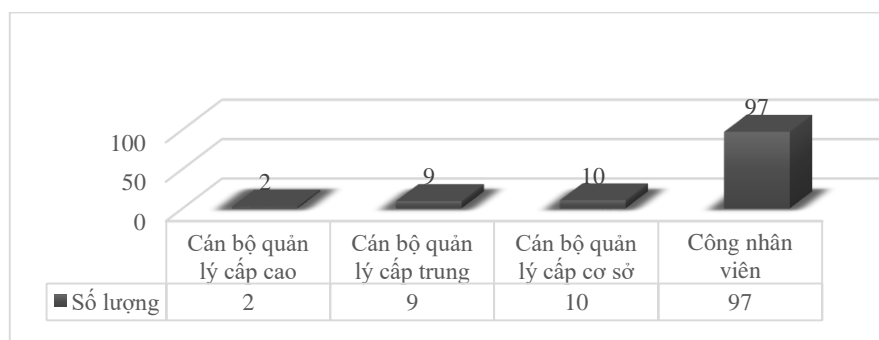 97
100
50
0
2
9
10
Cán bộ quản lý cấp cao
Cán bộ quản lý cấp trung
Cán bộ quản lý cấp cơ sở
Công nhân viên
Số lượng 2 9 10 97